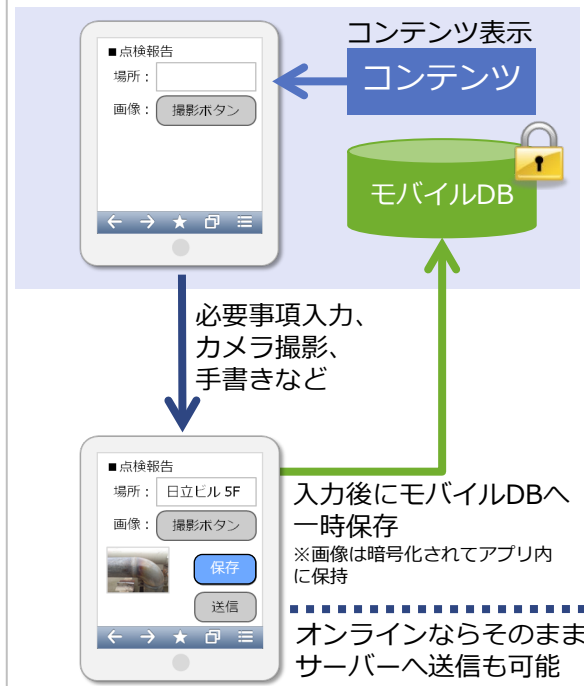 ■点検報告
場所：
画像：
撮影ボタン
コンテンツ表示
コンテンツ
モバイルDB
必要事項入力、
カメラ撮影、
手書きなど
■点検報告
場所： 日立ビル 5F
画像： 撮影ボタン
保存
送信
入力後にモバイルDBへ
一時保存
※画像は暗号化されてアプリ内
に保持
オンラインならそのまま
サーバーへ送信も可能